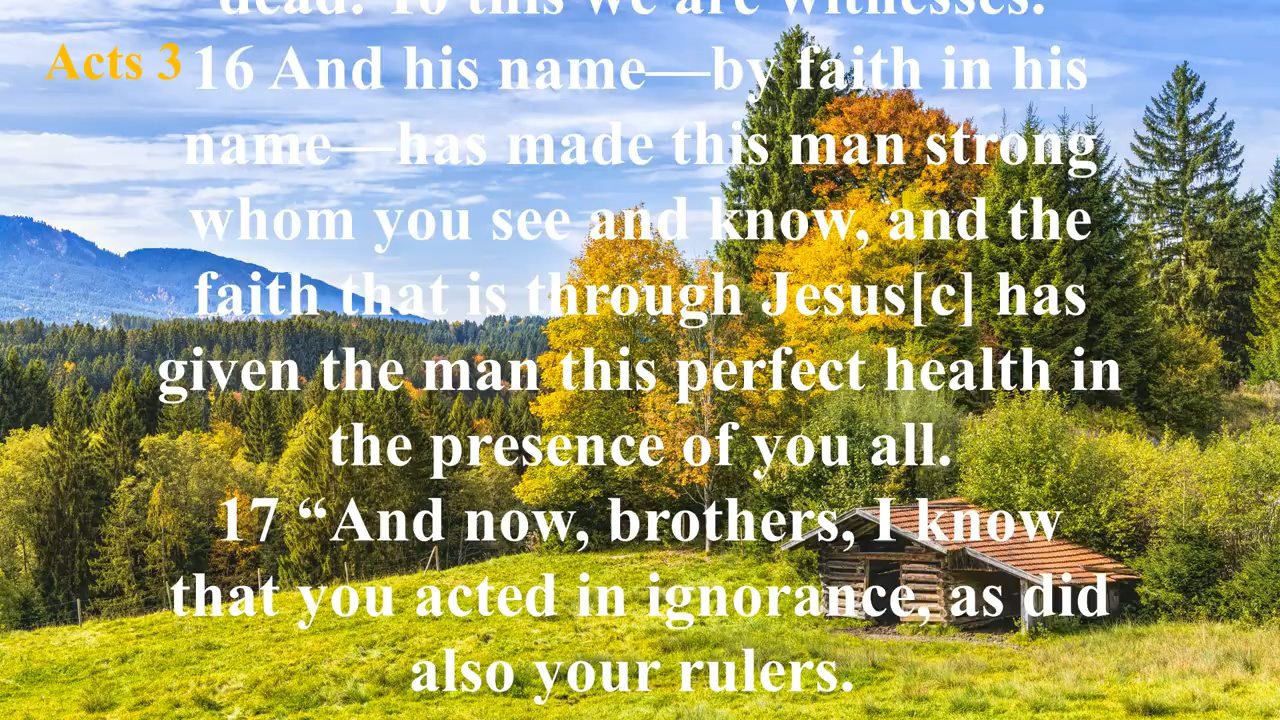 dead. To this we are witnesses.
Acts 3
16 And his name—by faith in his
name—has made this man strong
whom you see and know, and the
faith that is through Jesus[c] has
given the man this perfect health in
the presence of you all.
17 “And now, brothers, I know
that you acted in ignorance, as did
also your rulers.